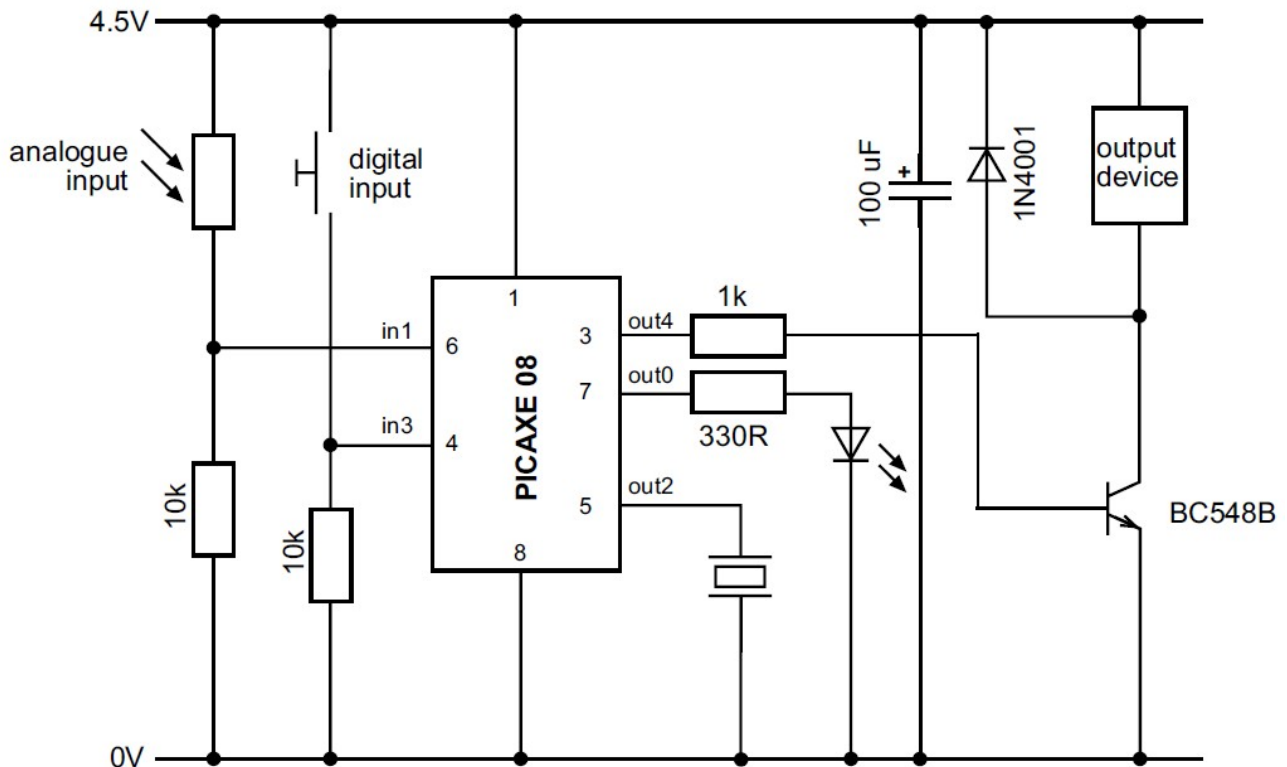 4.5V
analogue
input
digital
input
100 uF
+
1N4001
output
device
1
1k
in1
6
3
out4
out0
7
PICAXE 08
330R
in3
4
out2
5
10k
10k
8
BC548B
0V